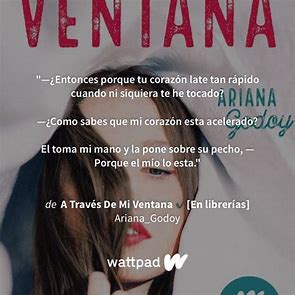 VENTANA
"—¿Entonces porque tu corazón late tan rápido
cuando ni siquiera te he tocado?
ARIANA
Godoy
—¿Como sabes que mi corazón esta acelerado?
El toma mi mano y la pone sobre su pecho, —
Porque el mío lo esta."
de A Través De Mi Ventana ✓ [En librerías]
Ariana_Godoy
wattpad